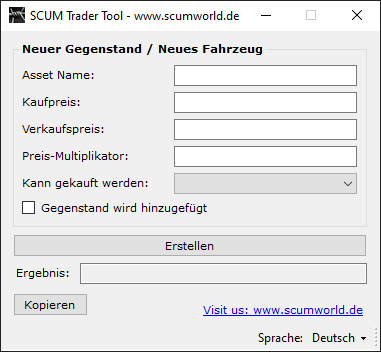 SCUM Trader Tool - www.scumworld.de
Neuer Gegenstand / Neues Fahrzeug
Asset Name:
Kaufpreis:
Verkaufspreis:
Preis-Multiplikator:
Kann gekauft werden:
Gegenstand wird hinzugefügt
Erstellen
Ergebnis:
Kopieren
Visit us: www.scumworld.de
Sprache: Deutsch